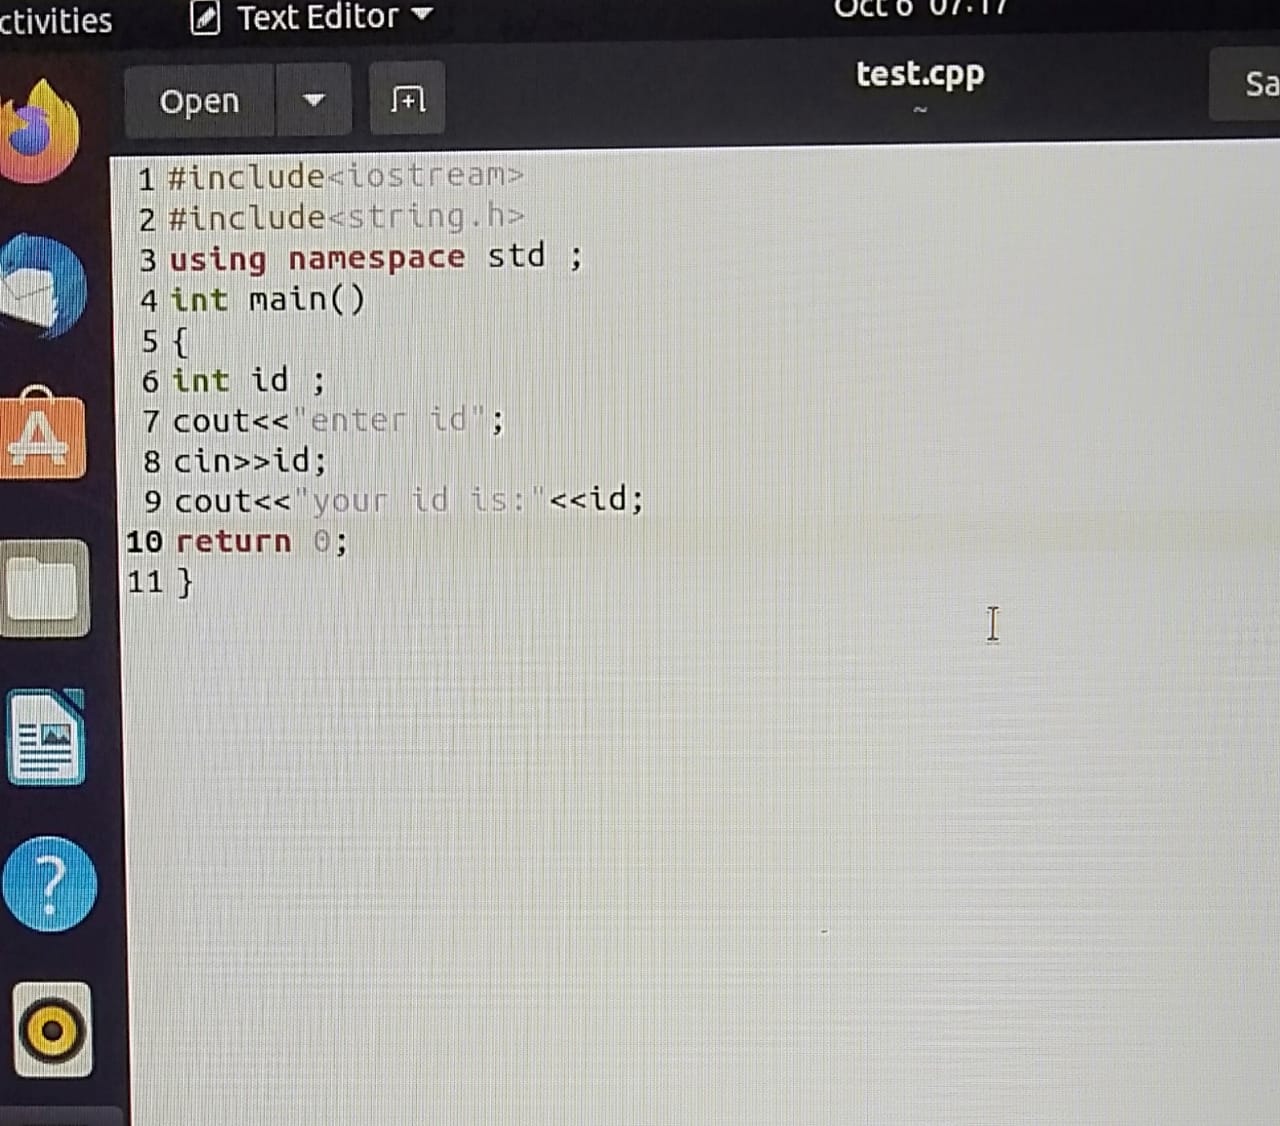 ctivities Text Editor Oct 6 07:17
Open test.cpp Sa
~
1 #include<iostream>
2 #include<string.h>
3 using namespace std ;
4 int main()
5 {
6 int id ;
7 cout<<"enter id";
8 cin>>id;
9 cout<<"your id is:"<<id;
10 return 0;
11 }